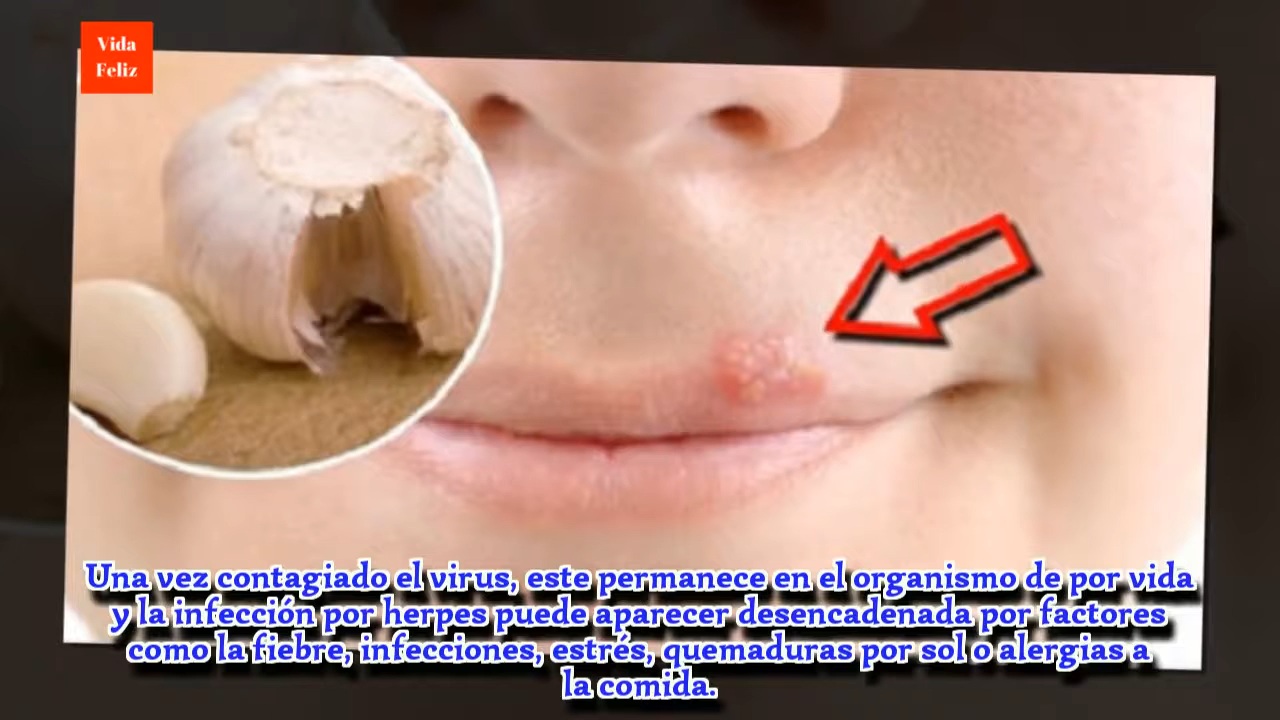 Vida
Feliz
Una vez contagiado el virus, este permanece en el organismo de por vida
y la infección por herpes puede aparecer desencadenada por factores
como la fiebre, infecciones, estrés, quemaduras por sol o alergias a
la comida.